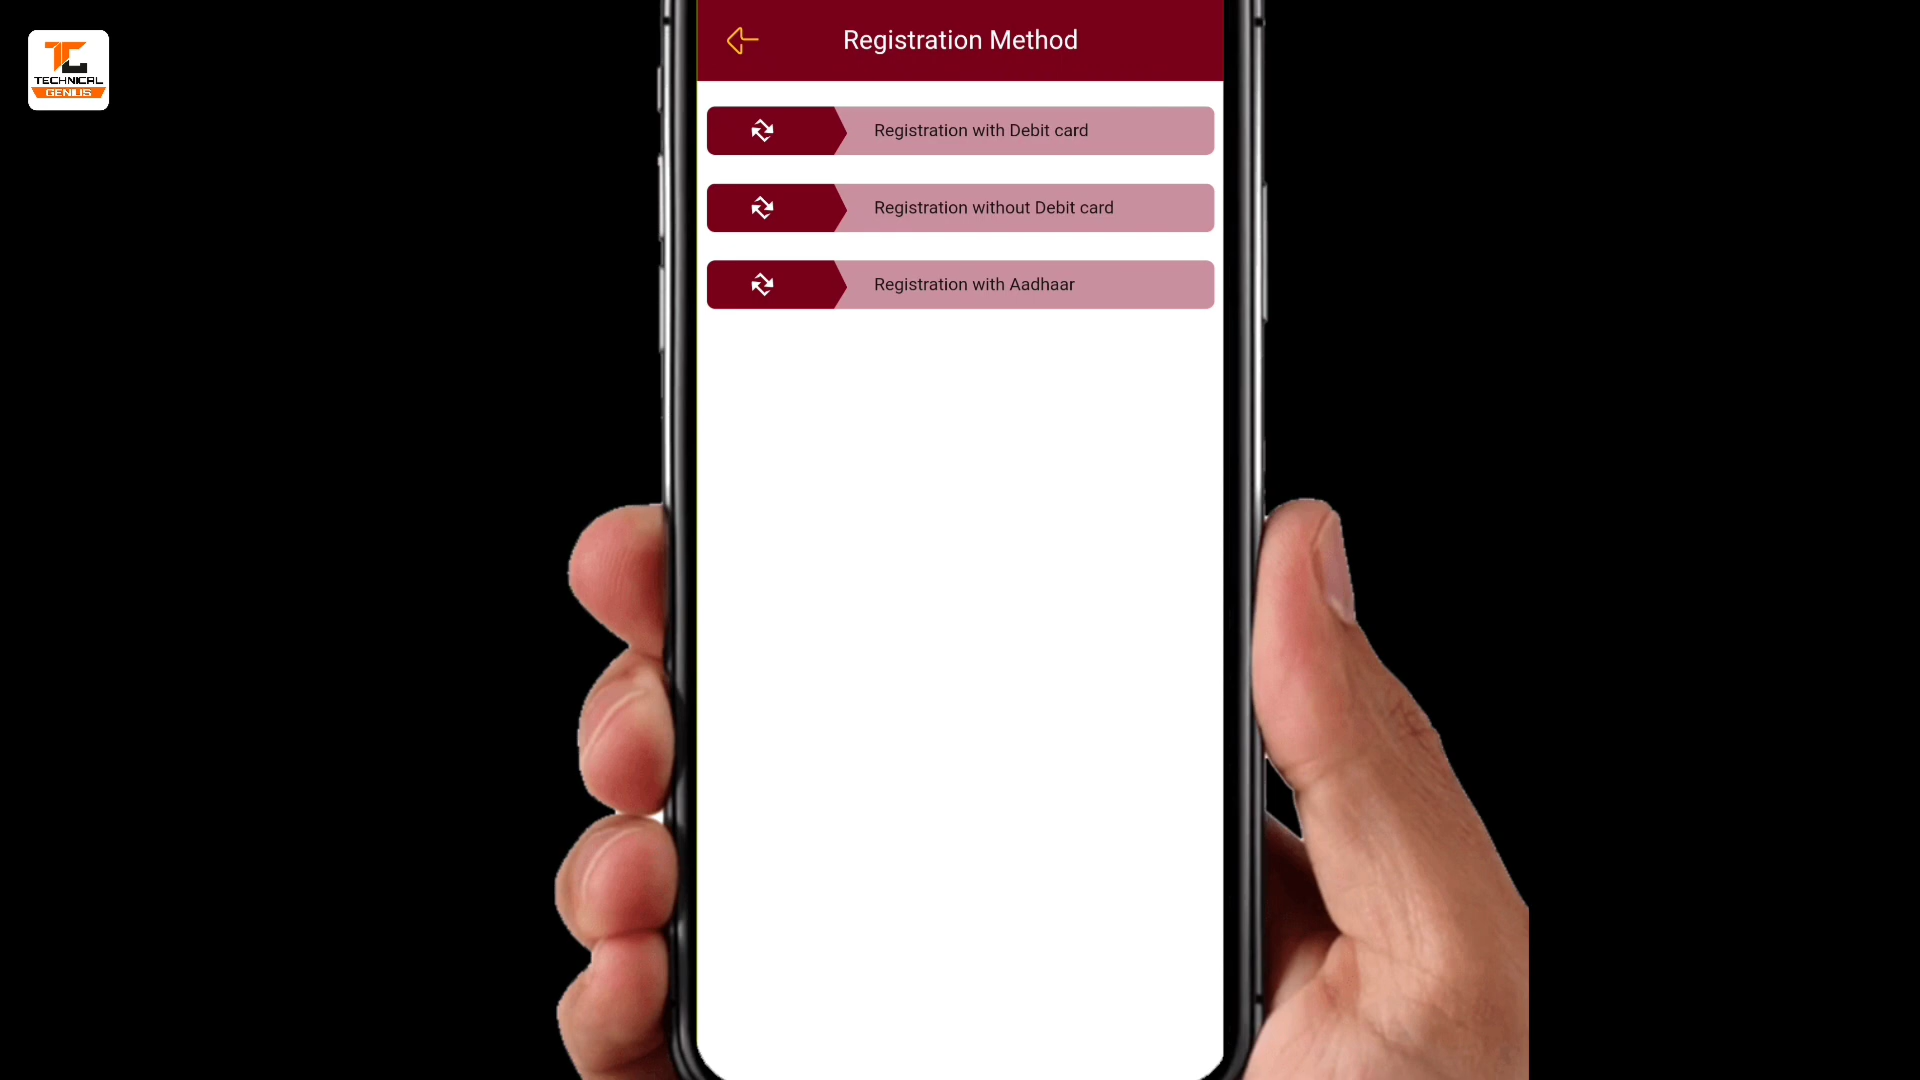 TECHNICAL
GENIUS
Registration Method
Registration with Debit card
Registration without Debit card
Registration with Aadhaar